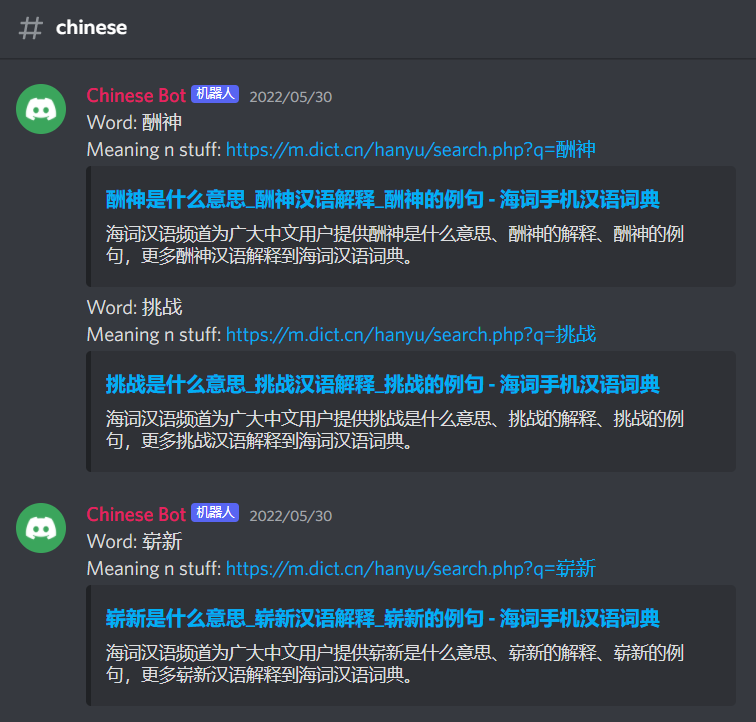 # chinese
Chinese Bot 机器人 2022/05/30
Word: 酬神
Meaning n stuff: https://m.dict.cn/hanyu/search.php?q=酬神
酬神是什么意思_酬神汉语解释_酬神的例句 - 海词手机汉语词典
海词汉语频道为广大中文用户提供酬神是什么意思、酬神的解释、酬神的例
句，更多酬神汉语解释到海词汉语词典。
Word: 挑战
Meaning n stuff: https://m.dict.cn/hanyu/search.php?q=挑战
挑战是什么意思_挑战汉语解释_挑战的例句 - 海词手机汉语词典
海词汉语频道为广大中文用户提供挑战是什么意思、挑战的解释、挑战的例
句，更多挑战汉语解释到海词汉语词典。
Chinese Bot 机器人 2022/05/30
Word: 崭新
Meaning n stuff: https://m.dict.cn/hanyu/search.php?q=崭新
崭新是什么意思_崭新汉语解释_崭新的例句 - 海词手机汉语词典
海词汉语频道为广大中文用户提供崭新是什么意思、崭新的解释、崭新的例
句，更多崭新汉语解释到海词汉语词典。